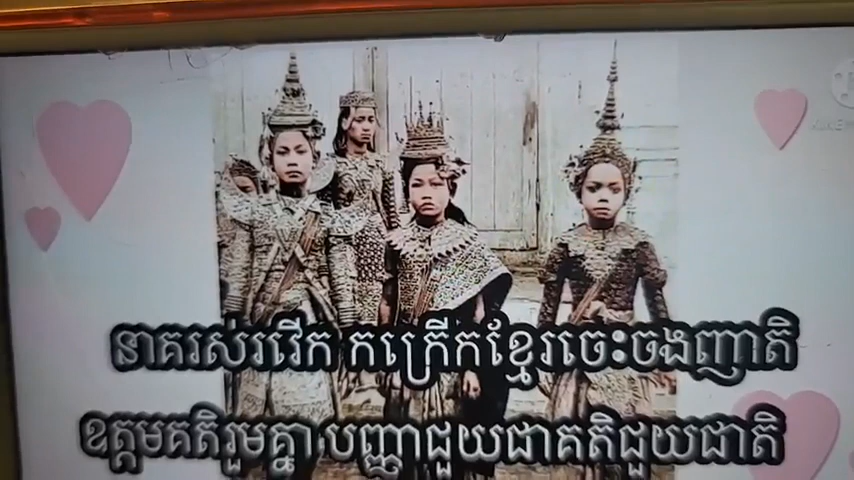 នាគរស់រវើក កក្រើកខ្មែរចេះចងញាតិ
ឧត្តមគតិរួមគ្នាបញ្ញាជួយជាតគតិជួយជាតិ